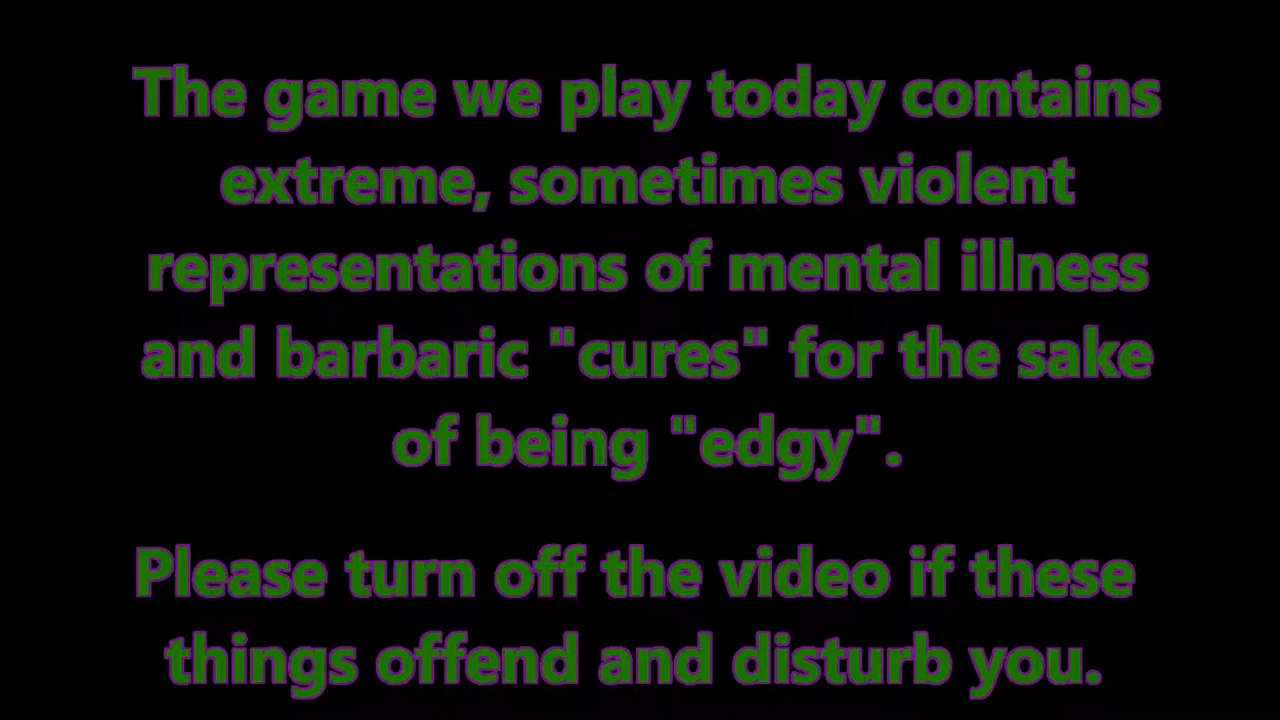 The game we play today contains
extreme, sometimes violent
representations of mental illness
and barbaric "cures" for the sake
of being "edgy".
Please turn off the video if these
things offend and disturb you.